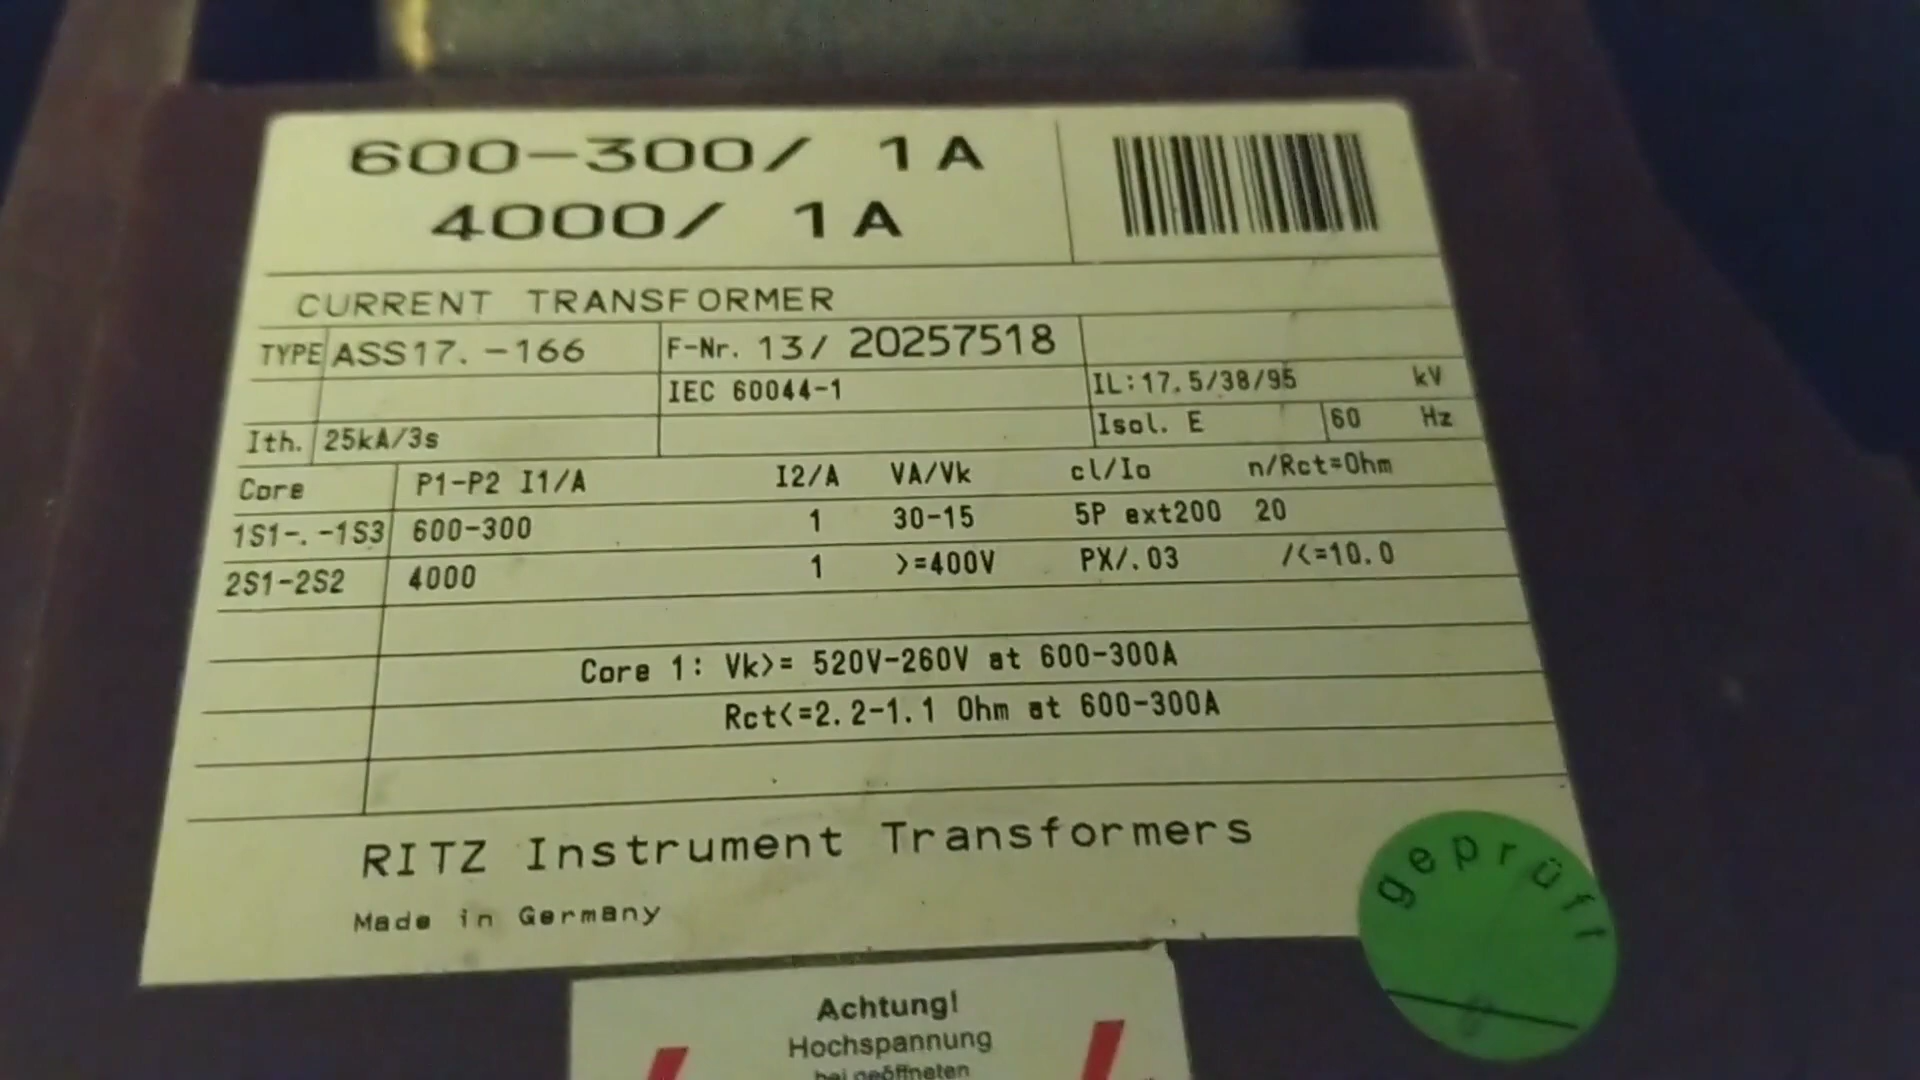 600-300/ 1 A
4000/ 1 A
CURRENT TRANSFORMER
TYPE ASS17. -166 F-Nr. 13/ 20257518
IEC 60044-1 IL:17.5/38/95 kV
Ith. 25kA/3s Isol. E 60 Hz
Core P1-P2 I1/A I2/A VA/Vk cl/Io n/Rct=Ohm
1S1-.-1S3 600-300 1 30-15 5P ext200 20
2S1-2S2 4000 1 >=400V PX/.03 /<=10.0
Core 1: Vk>= 520V-260V at 600-300A
Rct<=2.2-1.1 Ohm at 600-300A
RITZ Instrument Transformers
Made in Germany
geprüft
Achtung!
Hochspannung
bei geöffneten